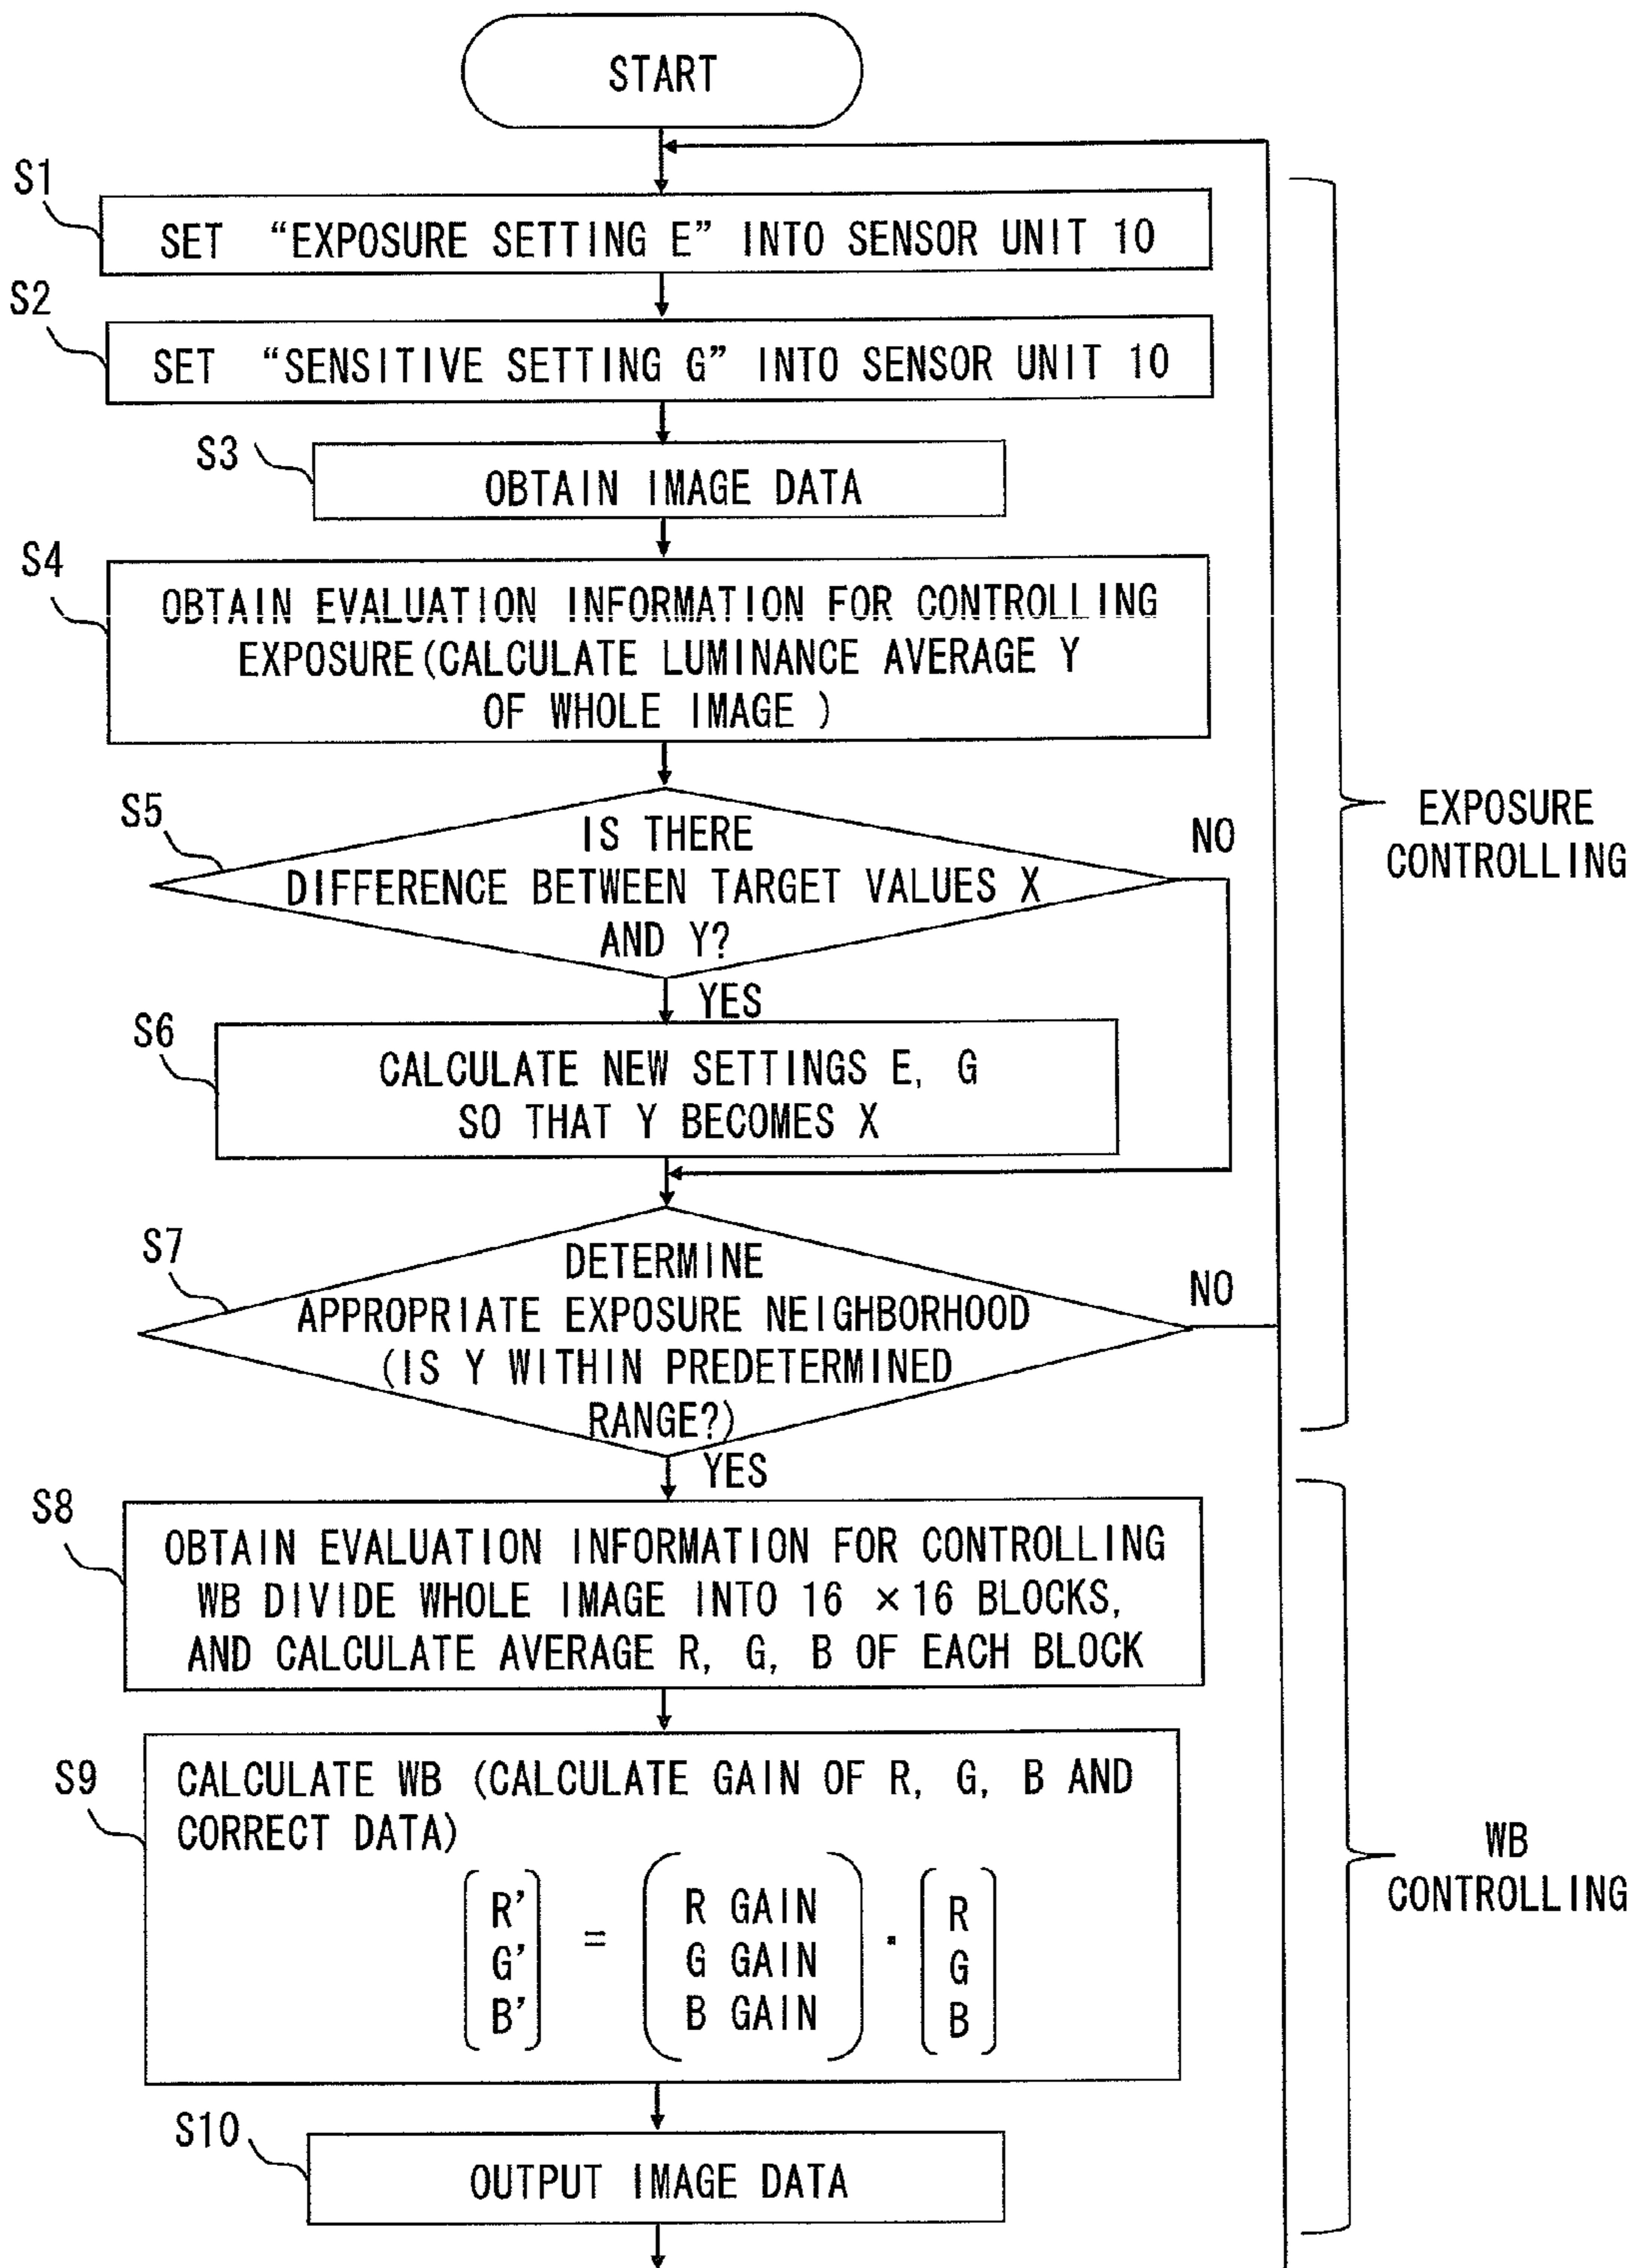 START
S1
SET “EXPOSURE SETTING E” INTO SENSOR UNIT 10
S2
SET “SENSITIVE SETTING G” INTO SENSOR UNIT 10
S3
OBTAIN IMAGE DATA
S4
OBTAIN EVALUATION INFORMATION FOR CONTROLLING
EXPOSURE(CALCULATE LUMINANCE AVERAGE Y
OF WHOLE IMAGE )
S5
IS THERE
DIFFERENCE BETWEEN TARGET VALUES X
AND Y?
NO
YES
EXPOSURE
CONTROLLING
S6
CALCULATE NEW SETTINGS E, G
SO THAT Y BECOMES X
S7
DETERMINE
APPROPRIATE EXPOSURE NEIGHBORHOOD
(IS Y WITHIN PREDETERMINED
RANGE?)
NO
YES
S8
OBTAIN EVALUATION INFORMATION FOR CONTROLLING
WB DIVIDE WHOLE IMAGE INTO 16 ×16 BLOCKS,
AND CALCULATE AVERAGE R, G, B OF EACH BLOCK
S9
CALCULATE WB (CALCULATE GAIN OF R, G, B AND
CORRECT DATA)
R' R GAIN R
G' = G GAIN · G
B' B GAIN B
WB
CONTROLLING
S10
OUTPUT IMAGE DATA